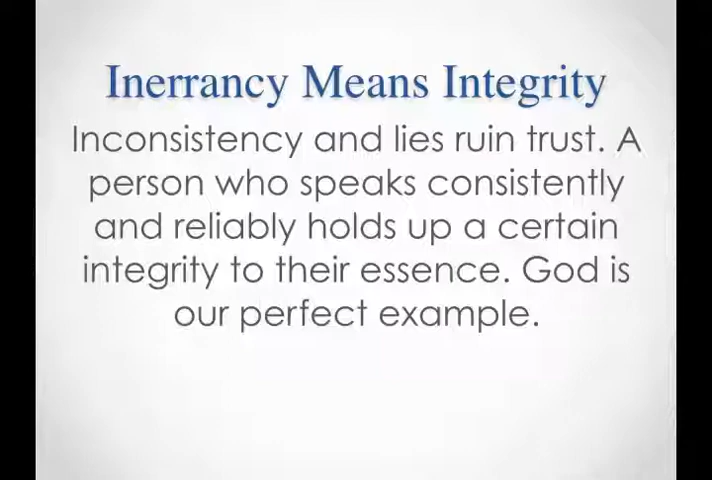 Inerrancy Means Integrity
Inconsistency and lies ruin trust. A
person who speaks consistently
and reliably holds up a certain
integrity to their essence. God is
our perfect example.